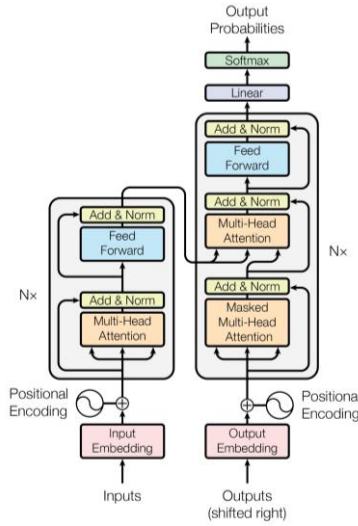 Output
Probabilities
Softmax
Linear
Add & Norm
Feed
Forward
Add & Norm
Multi-Head
Attention
Nx
Add & Norm
Masked
Multi-Head
Attention
Positional
Encoding
Output
Embedding
Outputs
(shifted right)
Add & Norm
Feed
Forward
Nx
Add & Norm
Multi-Head
Attention
Positional
Encoding
Input
Embedding
Inputs